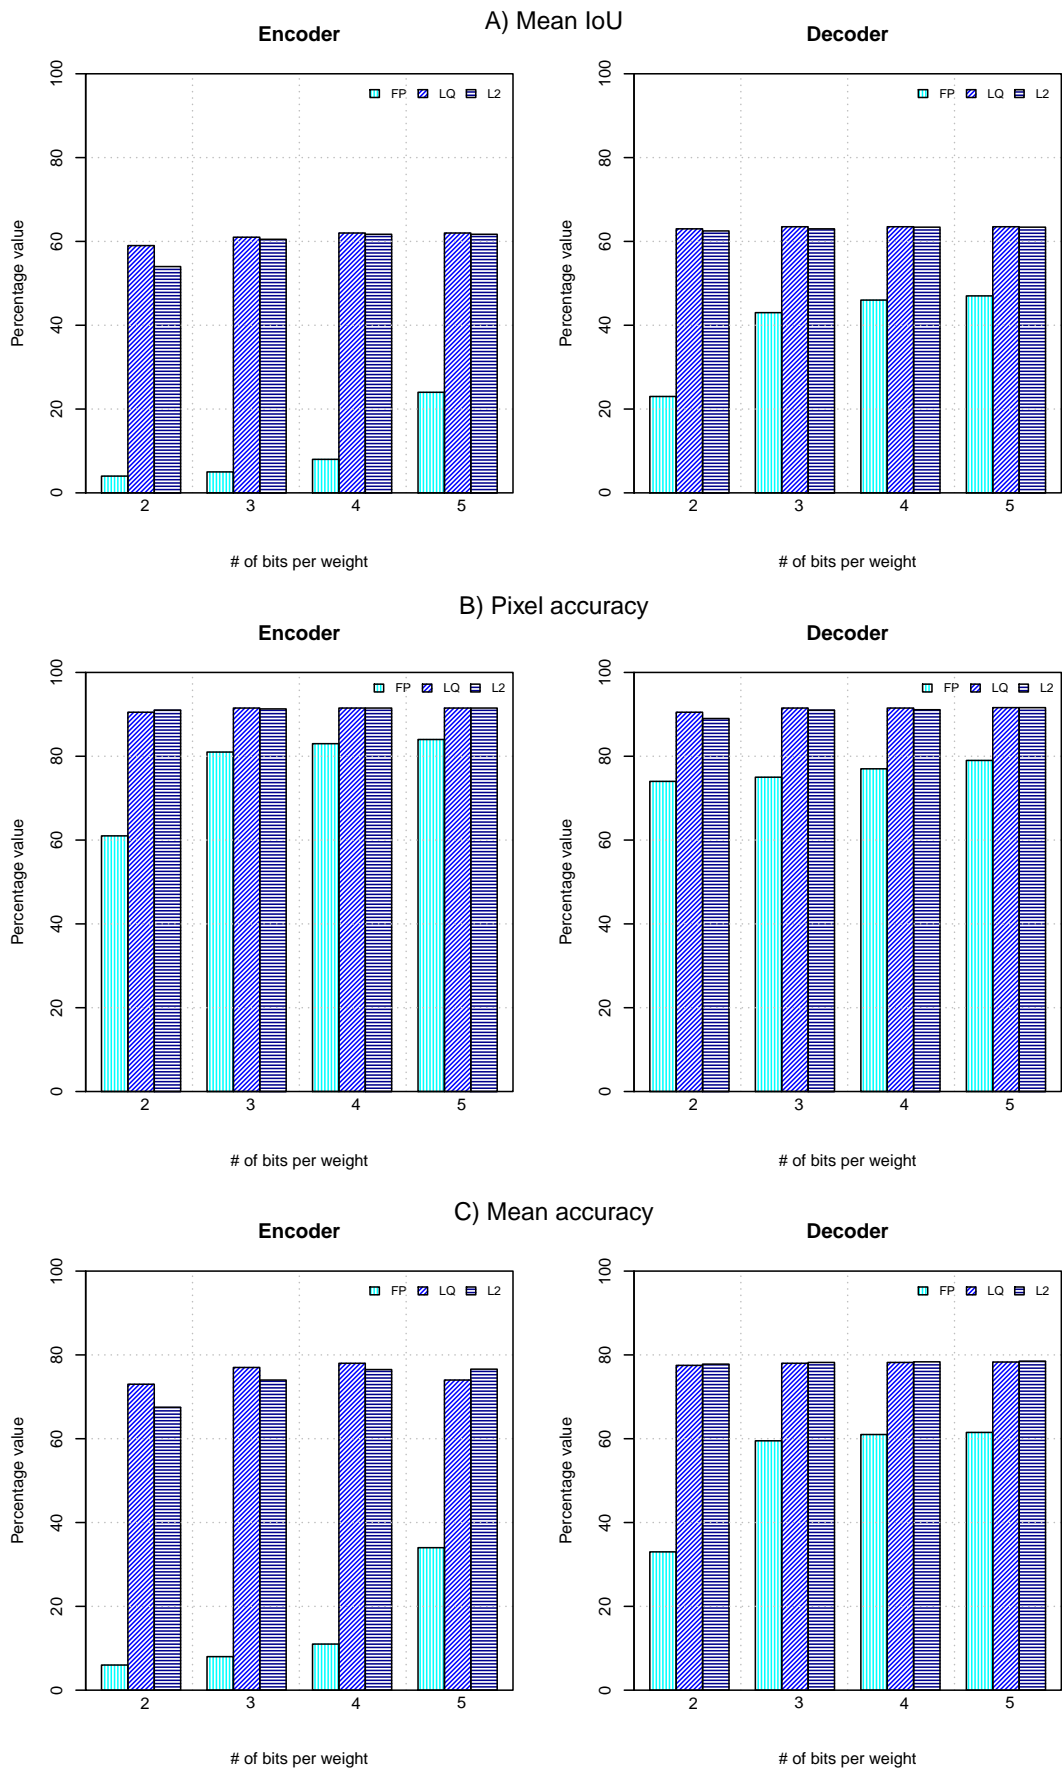 A) Mean IoU
Encoder
Percentage value
0 20 40 60 80 100
FP LQ L2
2 3 4 5
# of bits per weight
Decoder
Percentage value
0 20 40 60 80 100
FP LQ L2
2 3 4 5
# of bits per weight
B) Pixel accuracy
Encoder
Percentage value
0 20 40 60 80 100
FP LQ L2
2 3 4 5
# of bits per weight
Decoder
Percentage value
0 20 40 60 80 100
FP LQ L2
2 3 4 5
# of bits per weight
C) Mean accuracy
Encoder
Percentage value
0 20 40 60 80 100
FP LQ L2
2 3 4 5
# of bits per weight
Decoder
Percentage value
0 20 40 60 80 100
FP LQ L2
2 3 4 5
# of bits per weight